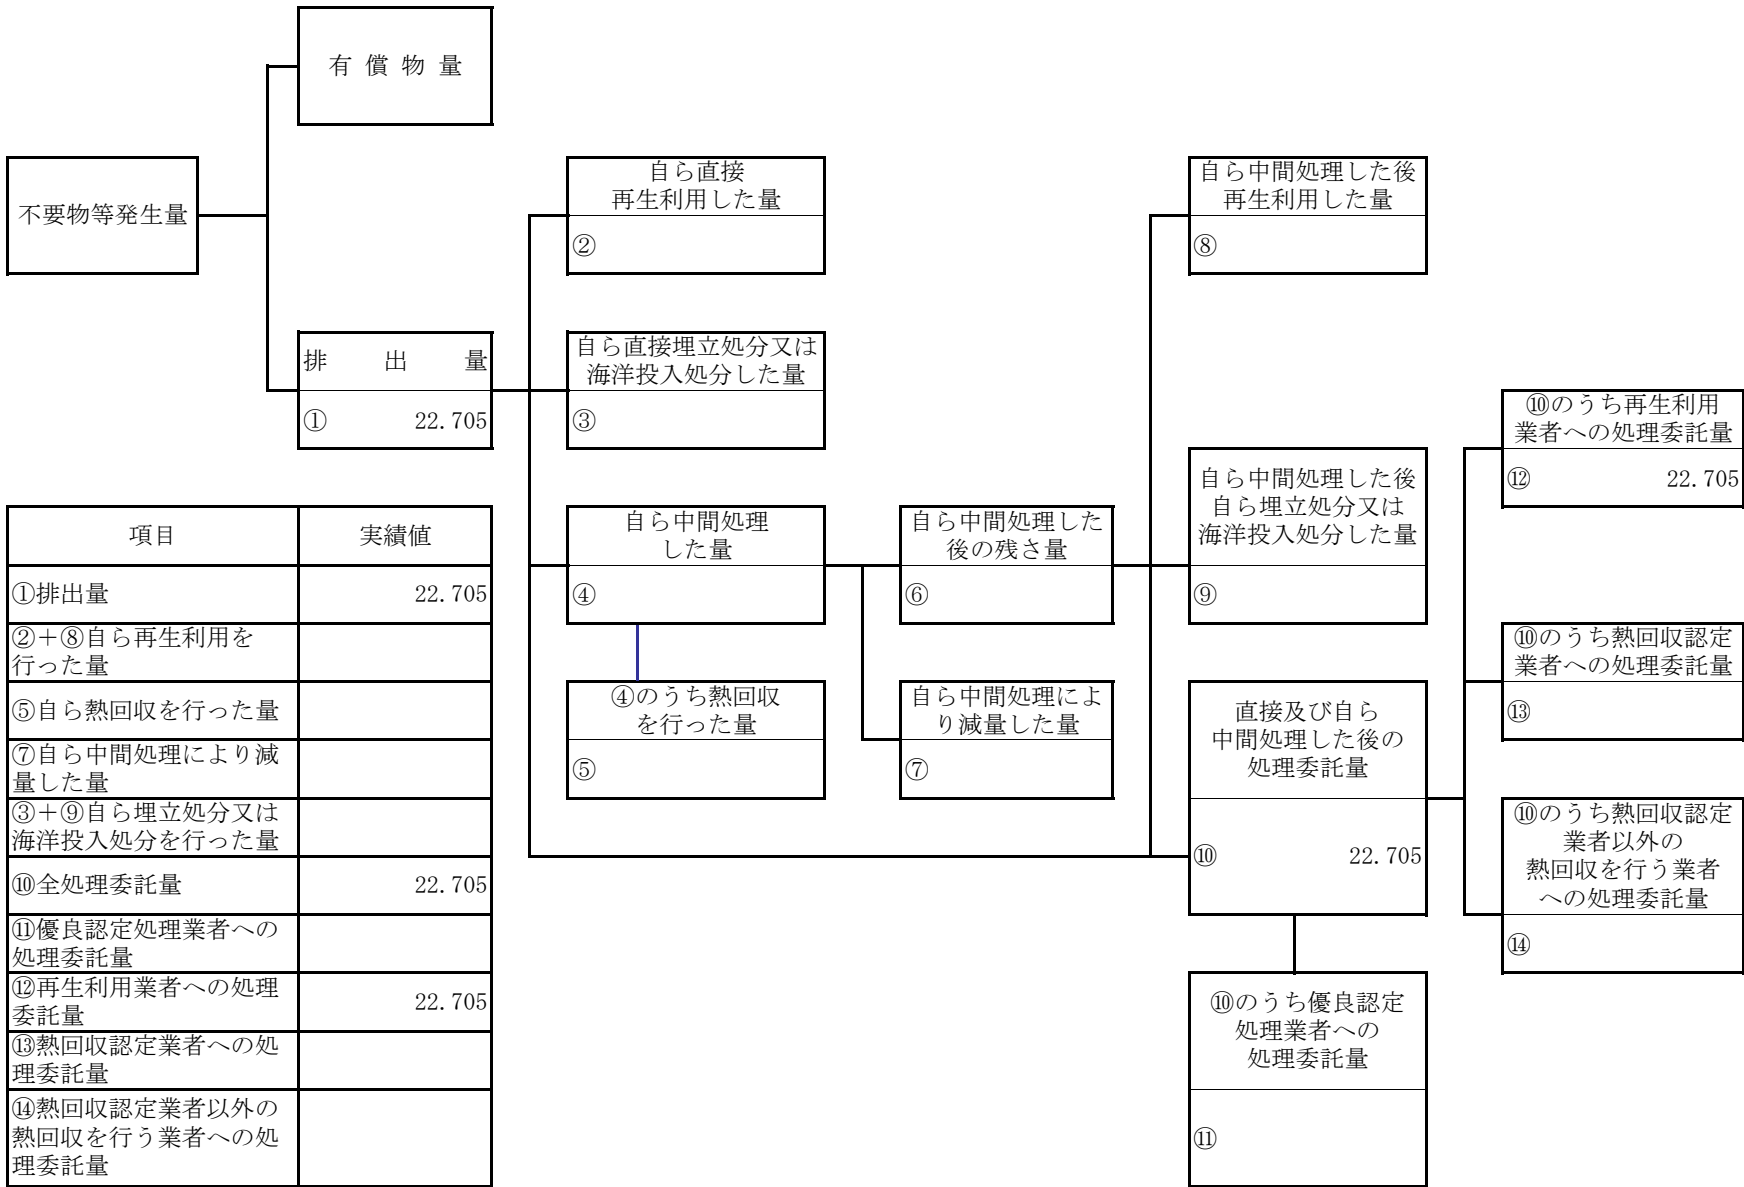 有償物量
不要物等発生量
排出量
① 22.705
自ら直接
再生利用した量
②
自ら直接埋立処分又は
海洋投入処分した量
③
自ら中間処理
した量
④
④のうち熱回収
を行った量
⑤
自ら中間処理した
後の残さ量
⑥
自ら中間処理によ
り減量した量
⑦
自ら中間処理した後
再生利用した量
⑧
自ら中間処理した後
自ら埋立処分又は
海洋投入処分した量
⑨
直接及び自ら
中間処理した後の
処理委託量
⑩ 22.705
⑩のうち優良認定
処理業者への
処理委託量
⑪
⑩のうち再生利用
業者への処理委託量
⑫ 22.705
⑩のうち熱回収認定
業者への処理委託量
⑬
⑩のうち熱回収認定
業者以外の
熱回収を行う業者
への処理委託量
⑭
項目 実績値
①排出量 22.705
②＋⑧自ら再生利用を
行った量
⑤自ら熱回収を行った量
⑦自ら中間処理により減
量した量
③＋⑨自ら埋立処分又は
海洋投入処分を行った量
⑩全処理委託量 22.705
⑪優良認定処理業者への
処理委託量
⑫再生利用業者への処理
委託量 22.705
⑬熱回収認定業者への処
理委託量
⑭熱回収認定業者以外の
熱回収を行う業者への処
理委託量